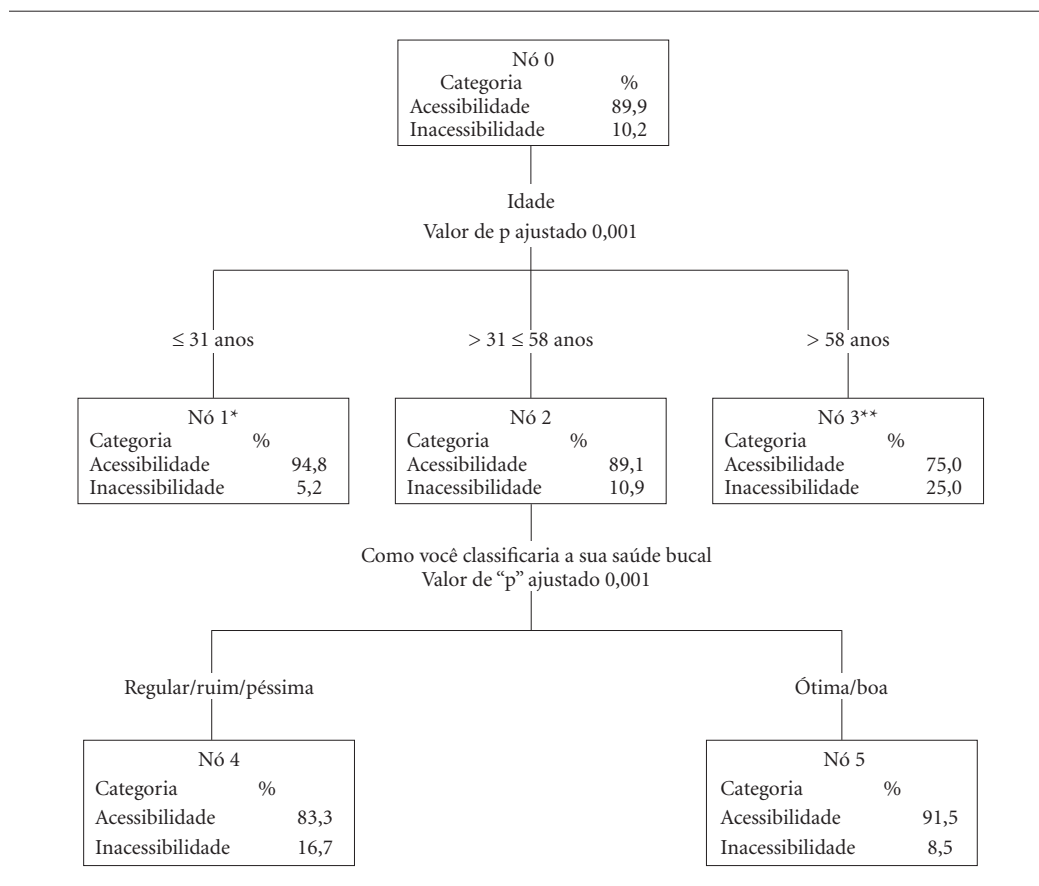 Nó 0
Categoria %
Acessibilidade 89,9
Inacessibilidade 10,2
Idade
Valor de p ajustado 0,001
≤ 31 anos
> 31 ≤ 58 anos
> 58 anos
Nó 1*
Categoria %
Acessibilidade 94,8
Inacessibilidade 5,2
Nó 2
Categoria %
Acessibilidade 89,1
Inacessibilidade 10,9
Nó 3**
Categoria %
Acessibilidade 75,0
Inacessibilidade 25,0
Como você classificaria a sua saúde bucal
Valor de “p” ajustado 0,001
Regular/ruim/péssima
Ótima/boa
Nó 4
Categoria %
Acessibilidade 83,3
Inacessibilidade 16,7
Nó 5
Categoria %
Acessibilidade 91,5
Inacessibilidade 8,5